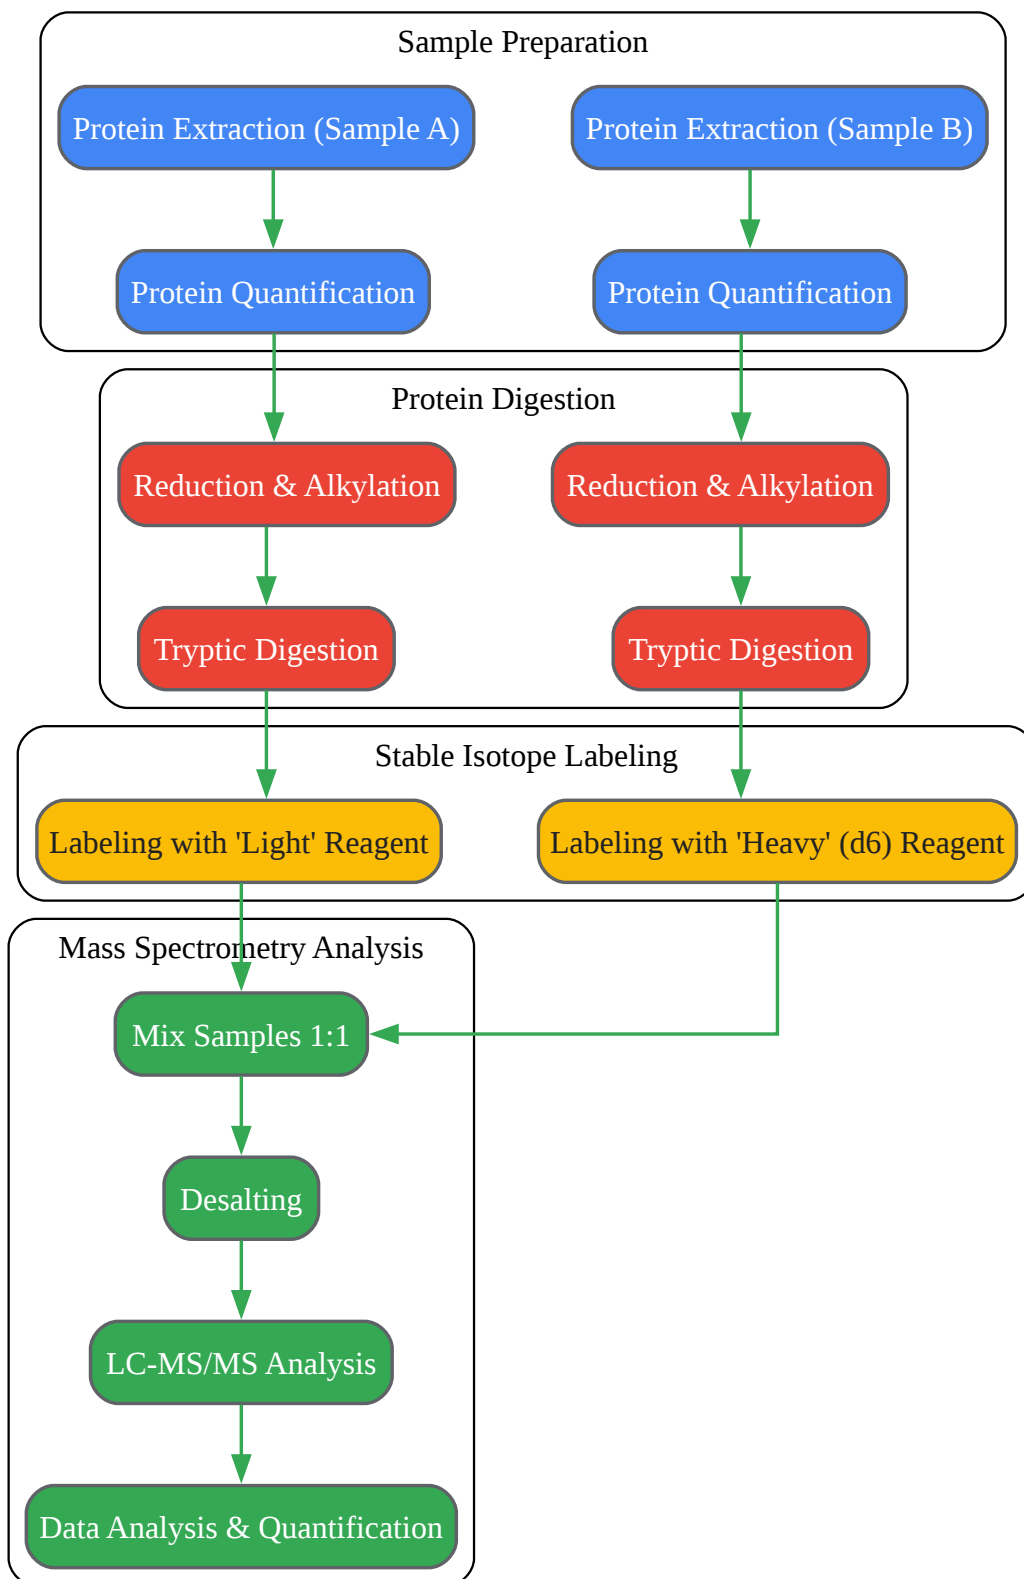 Sample Preparation
Protein Extraction (Sample A)
Protein Extraction (Sample B)
Protein Quantification
Protein Quantification
Protein Digestion
Reduction & Alkylation
Reduction & Alkylation
Tryptic Digestion
Tryptic Digestion
Stable Isotope Labeling
Labeling with 'Light' Reagent
Labeling with 'Heavy' (d6) Reagent
Mass Spectrometry Analysis
Mix Samples 1:1
Desalting
LC-MS/MS Analysis
Data Analysis & Quantification